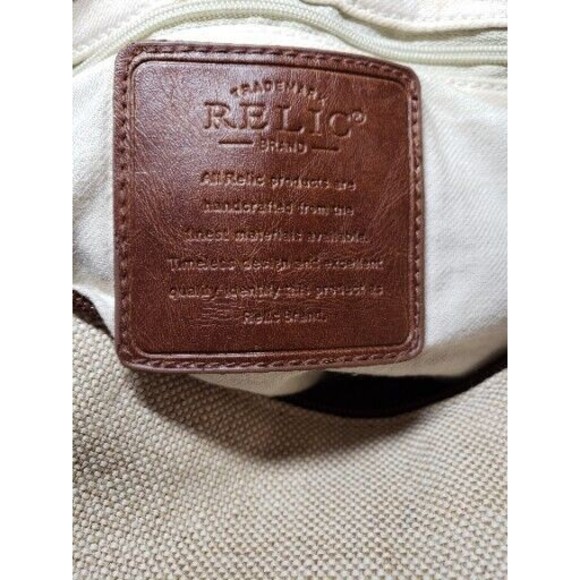 TRADEMARK
RELIC®
BRAND
All Relic products are
handcrafted from the
finest materials available.
Timeless design and excellent
quality identify this product as
Relic Brand.